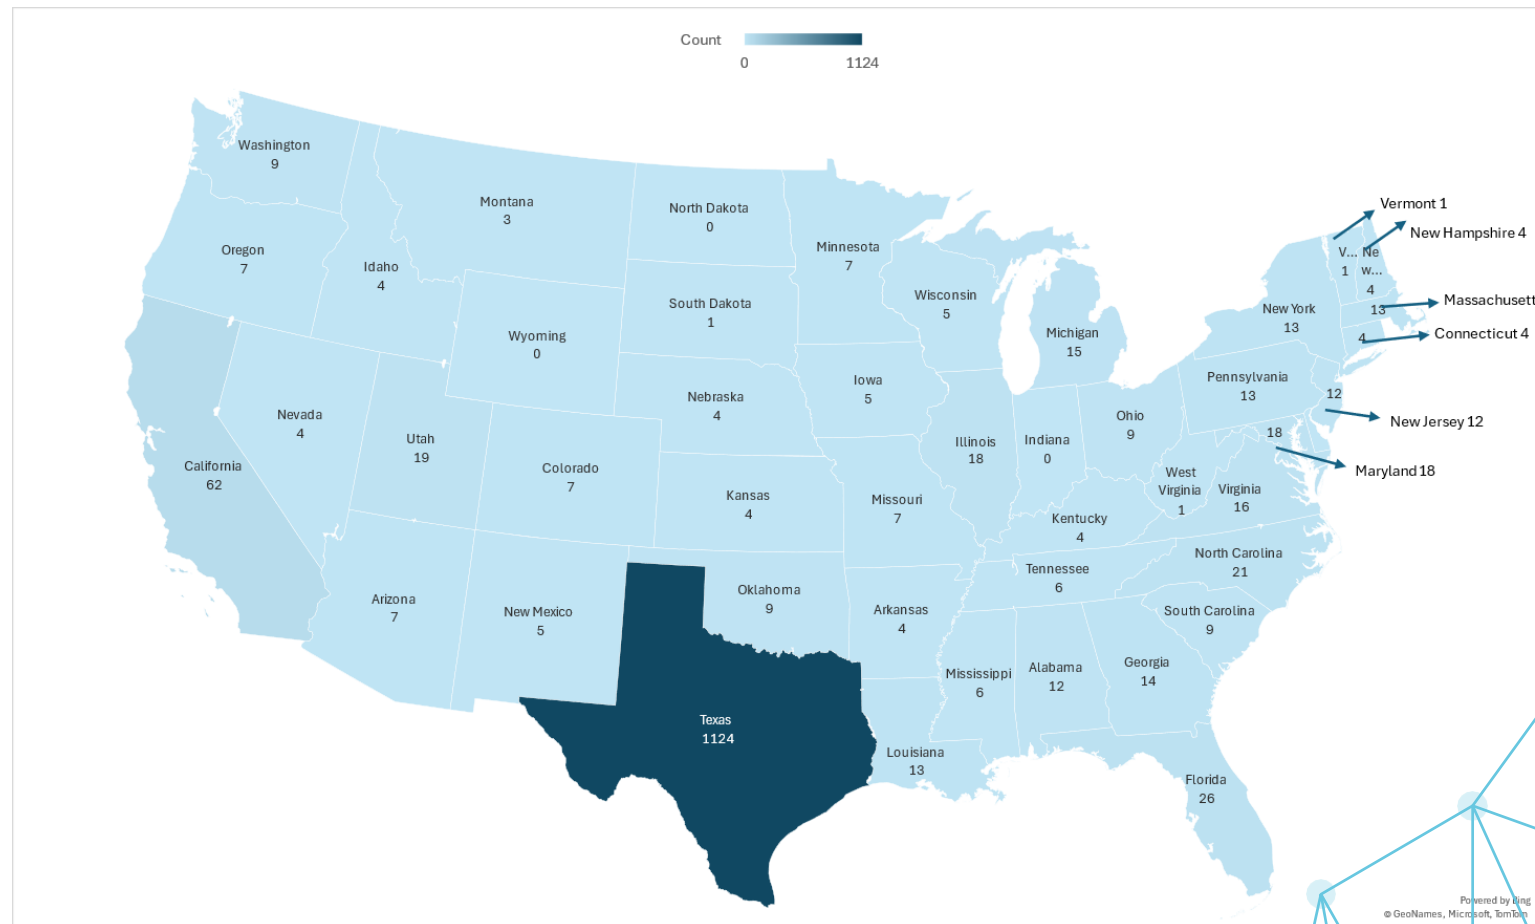 Count
0 1124
Washington
9
Montana
3
North Dakota
0
Minnesota
7
Vermont 1
New Hampshire 4
V...
1
Ne
w...
4
Oregon
7
Idaho
4
South Dakota
1
Wisconsin
5
Michigan
15
New York
13
13
Massachusett
4
Connecticut 4
Wyoming
0
Nebraska
4
Iowa
5
Pennsylvania
13
12
New Jersey 12
Nevada
4
Utah
19
Colorado
7
Illinois
18
Indiana
0
Ohio
9
18
Maryland 18
California
62
Kansas
4
Missouri
7
West
Virginia
1
Virginia
16
Kentucky
4
North Carolina
21
Tennessee
6
Arizona
7
New Mexico
5
Oklahoma
9
Arkansas
4
South Carolina
9
Mississippi
6
Alabama
12
Georgia
14
Texas
1124
Louisiana
13
Florida
26
Powered by Bing
© GeoNames, Microsoft, TomTom